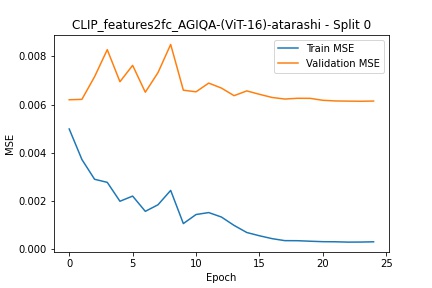 CLIP_features2fc_AGIQA-(ViT-16)-atarashi - Split 0
Train MSE
Validation MSE
0.008
0.006
0.004
0.002
0.000
MSE
0 5 10 15 20 25
Epoch